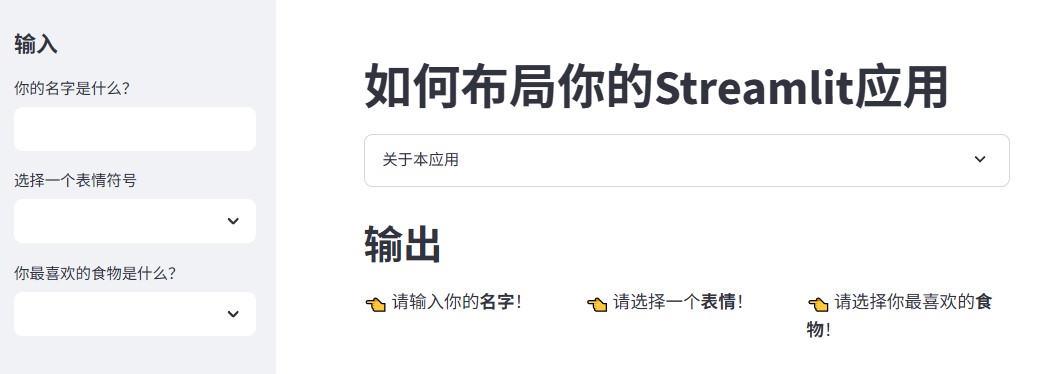 输入
你的名字是什么？
选择一个表情符号
你最喜欢的食物是什么？
如何布局你的Streamlit应用
关于本应用
输出
👈 请输入你的名字！
👈 请选择一个表情！
👈 请选择你最喜欢的食
物！